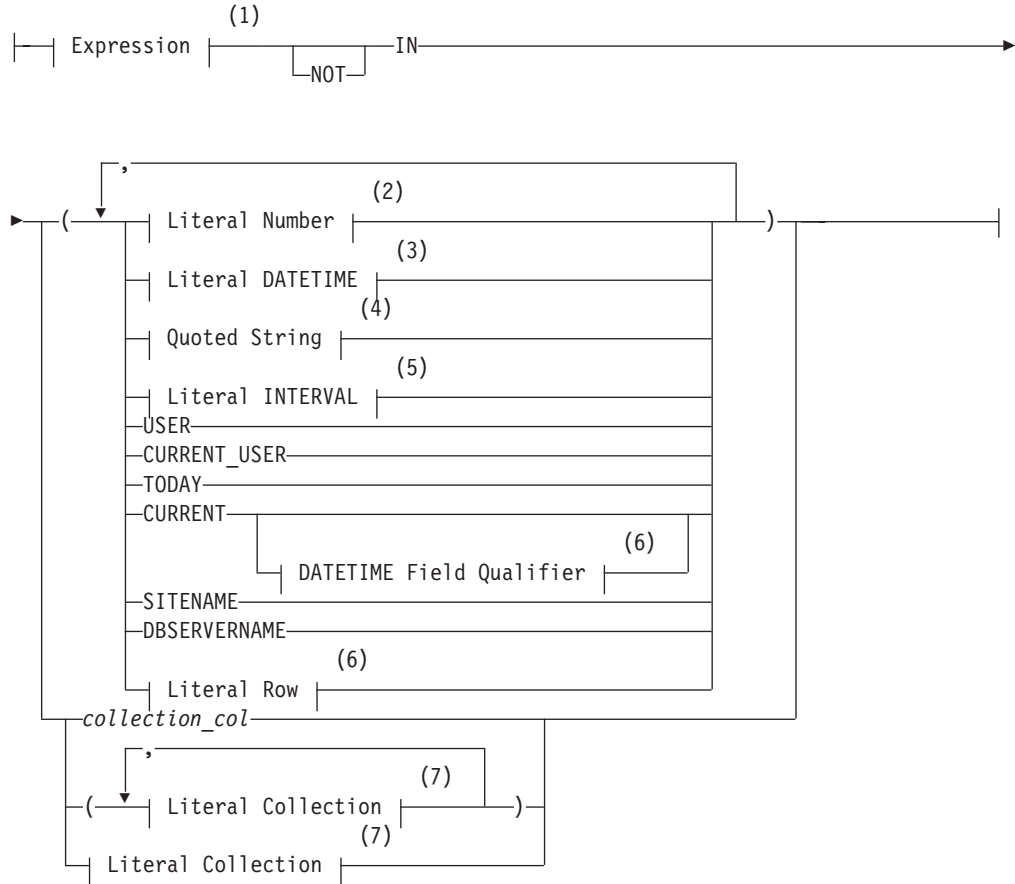 (1)
Expression IN
NOT
,
(2)
( Literal Number )
(3)
Literal DATETIME
(4)
Quoted String
(5)
Literal INTERVAL
USER
CURRENT_USER
TODAY
CURRENT
(6)
DATETIME Field Qualifier
SITENAME
DBSERVERNAME
(6)
Literal Row
collection_col
,
(7)
( Literal Collection )
(7)
Literal Collection